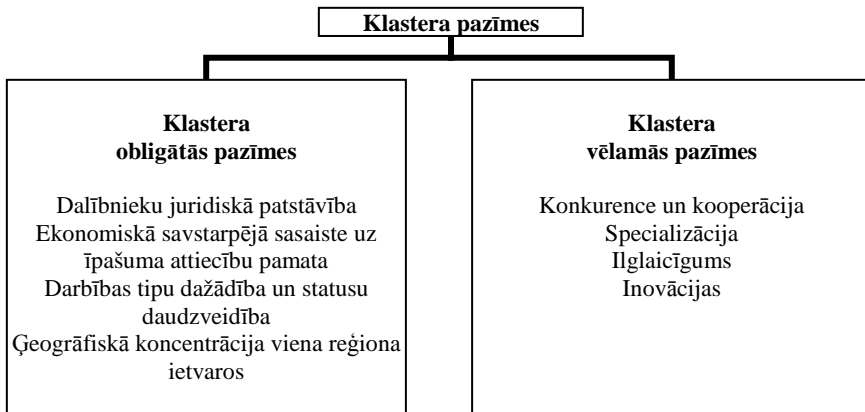 Klastera pazīmes
Klastera
obligātās pazīmes
Dalībnieku juridiskā patstāvība
Ekonomiskā savstarpējā sasaiste uz
īpašuma attiecību pamata
Darbības tipu dažādība un statusu
daudzveidība
Ģeogrāfiskā koncentrācija viena reģiona
ietvaros
Klastera
vēlamās pazīmes
Konkurence un kooperācija
Specializācija
Ilglaicīgums
Inovācijas